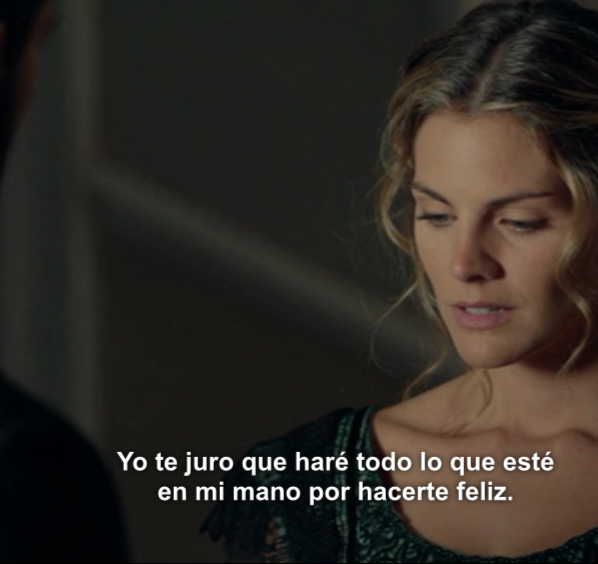 Yo te juro que haré todo lo que esté
en mi mano por hacerte feliz.